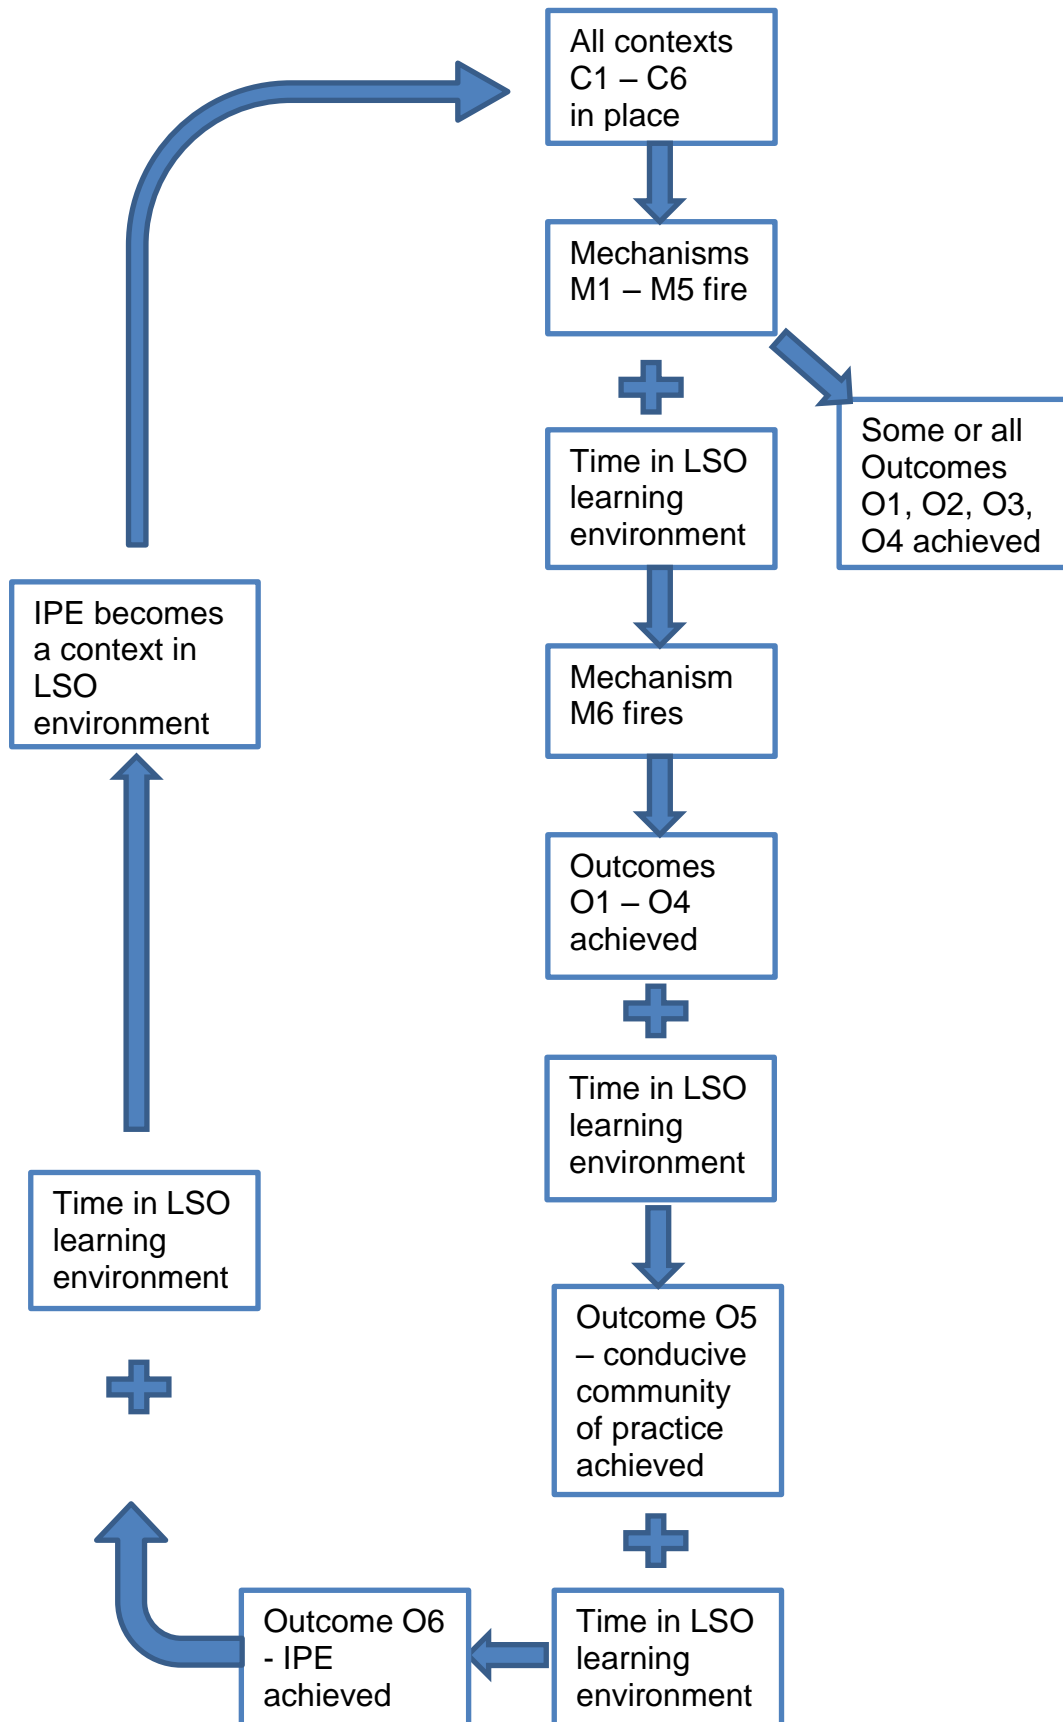 All contexts
C1 – C6
in place
Mechanisms
M1 – M5 fire
Some or all
Outcomes
O1, O2, O3,
O4 achieved
Time in LSO
learning
environment
Mechanism
M6 fires
Outcomes
O1 – O4
achieved
Time in LSO
learning
environment
Outcome O5
– conducive
community
of practice
achieved
Time in LSO
learning
environment
Outcome O6
- IPE
achieved
Time in LSO
learning
environment
IPE becomes
a context in
LSO
environment